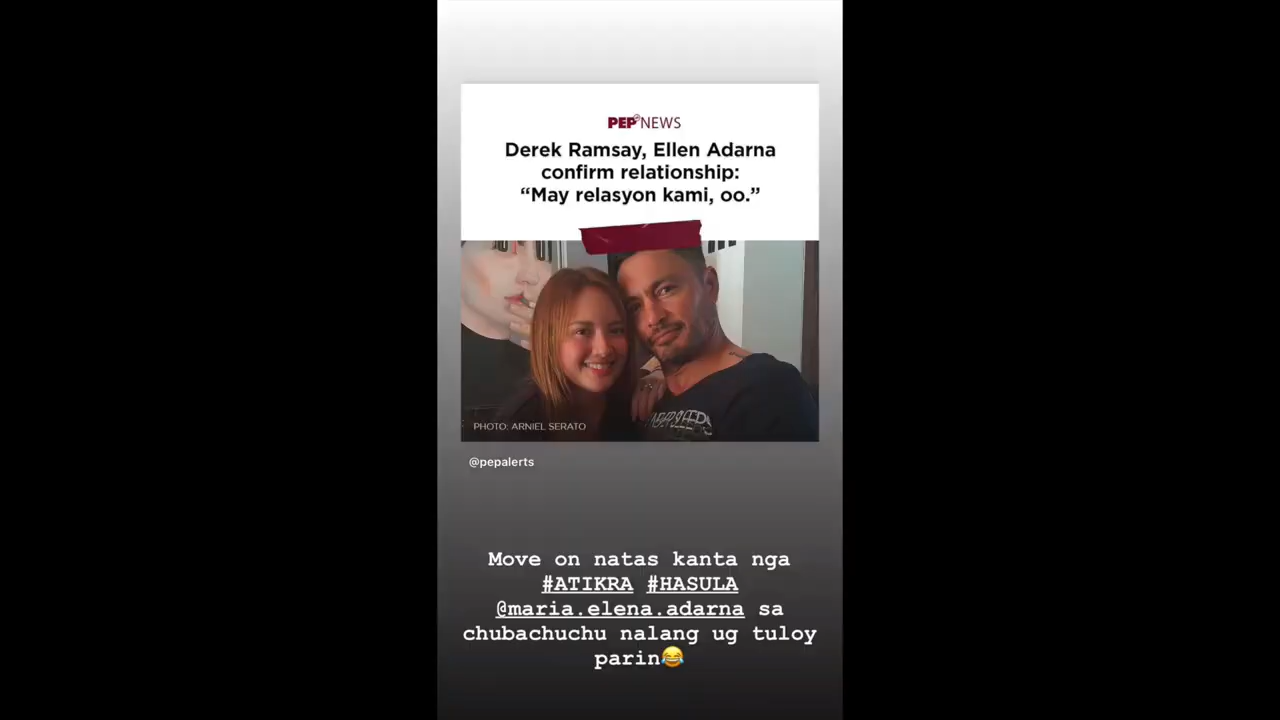 PEP NEWS
Derek Ramsay, Ellen Adarna
confirm relationship:
“May relasyon kami, oo.”
PHOTO: ARNIEL SERATO
@pepalerts
Move on natas kanta nga
#ATIKRA #HASULA
@maria.elena.adarna sa
chubachuchu nalang ug tuloy
parin😂